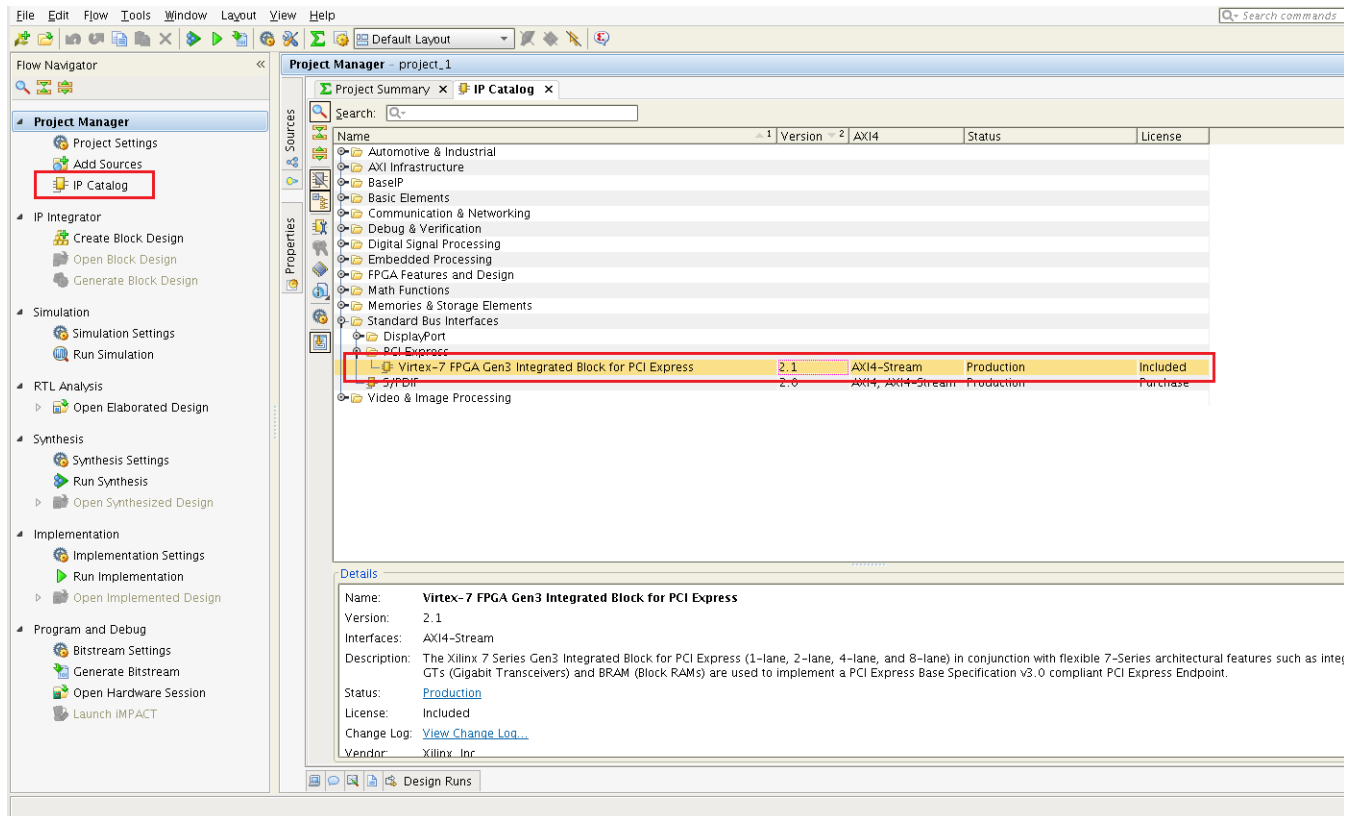 File Edit Flow Tools Window Layout View Help
Search commands
Default Layout
Flow Navigator
Project Manager - project_1
Project Summary
IP Catalog
Project Manager
Project Settings
Add Sources
IP Catalog
IP Integrator
Create Block Design
Open Block Design
Generate Block Design
Simulation
Simulation Settings
Run Simulation
RTL Analysis
Open Elaborated Design
Synthesis
Synthesis Settings
Run Synthesis
Open Synthesized Design
Implementation
Implementation Settings
Run Implementation
Open Implemented Design
Program and Debug
Bitstream Settings
Generate Bitstream
Open Hardware Session
Launch iMPACT
Sources
Properties
Search:
Name 1 Version 2 AXI4 Status License
Automotive & Industrial
AXI Infrastructure
BaseIP
Basic Elements
Communication & Networking
Debug & Verification
Digital Signal Processing
Embedded Processing
FPGA Features and Design
Math Functions
Memories & Storage Elements
Standard Bus Interfaces
DisplayPort
PCI Express
Virtex-7 FPGA Gen3 Integrated Block for PCI Express 2.1 AXI4-Stream Production Included
S/PDIF 2.0 AXI4, AXI4-Stream Production Purchase
Video & Image Processing
Details
Name: Virtex-7 FPGA Gen3 Integrated Block for PCI Express
Version: 2.1
Interfaces: AXI4-Stream
Description: The Xilinx 7 Series Gen3 Integrated Block for PCI Express (1-lane, 2-lane, 4-lane, and 8-lane) in conjunction with flexible 7-Series architectural features such as
GTs (Gigabit Transceivers) and BRAM (Block RAMs) are used to implement a PCI Express Base Specification v3.0 compliant PCI Express Endpoint.
Status: Production
License: Included
Change Log: View Change Log...
Vendor: Xilinx, Inc
Design Runs